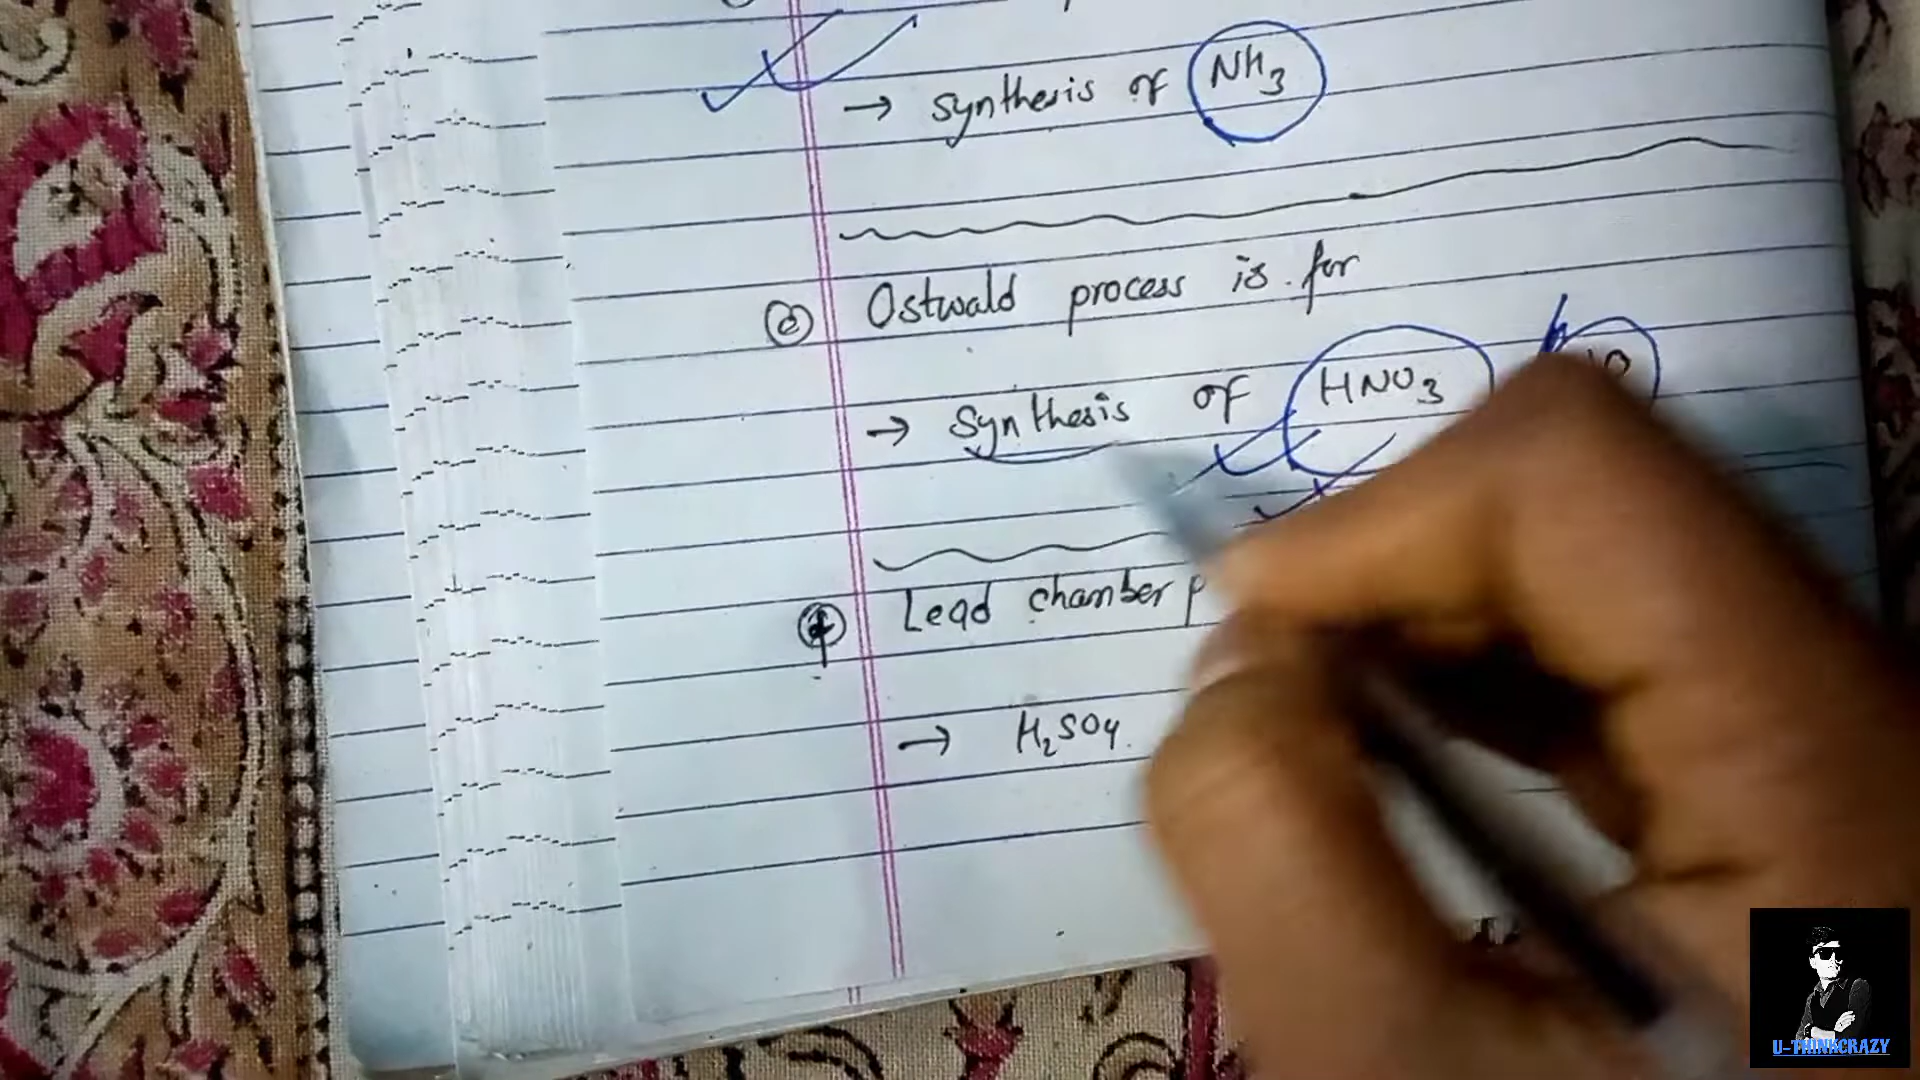 → synthesis of NH3
(e) Ostwald process is for
→ Synthesis of HNO3
(f) Lead chamber p
→ H2SO4.
U-THINKCRAZY